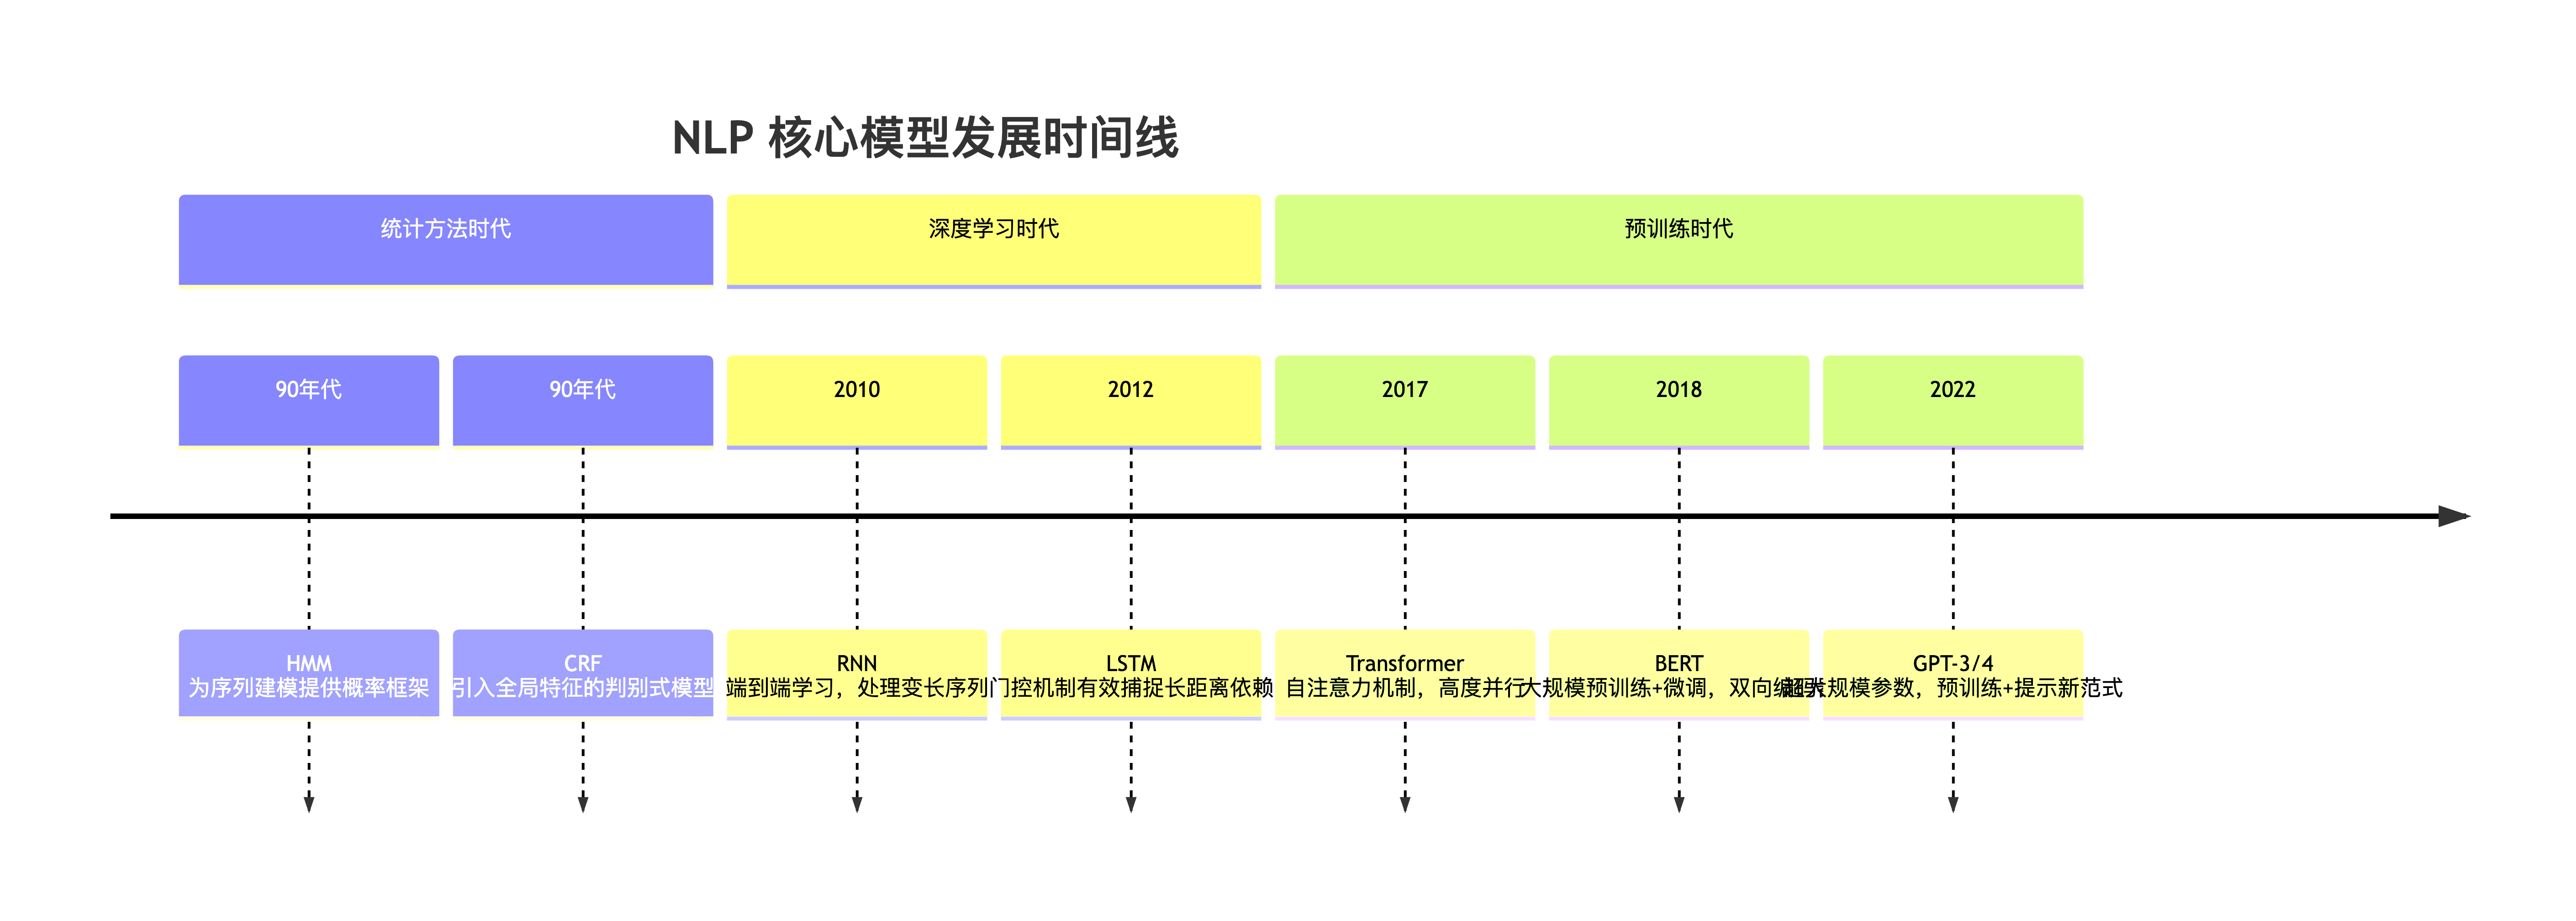 NLP 核心模型发展时间线
统计方法时代
深度学习时代
预训练时代
90年代
90年代
2010
2012
2017
2018
2022
HMM
为序列建模提供概率框架
CRF
引入全局特征的判别式模型
RNN
端到端学习，处理变长序列
LSTM
门控机制有效捕捉长距离依赖
Transformer
自注意力机制，高度并行
BERT
大规模预训练+微调，双向编码
GPT-3/4
超大规模参数，预训练+提示新范式